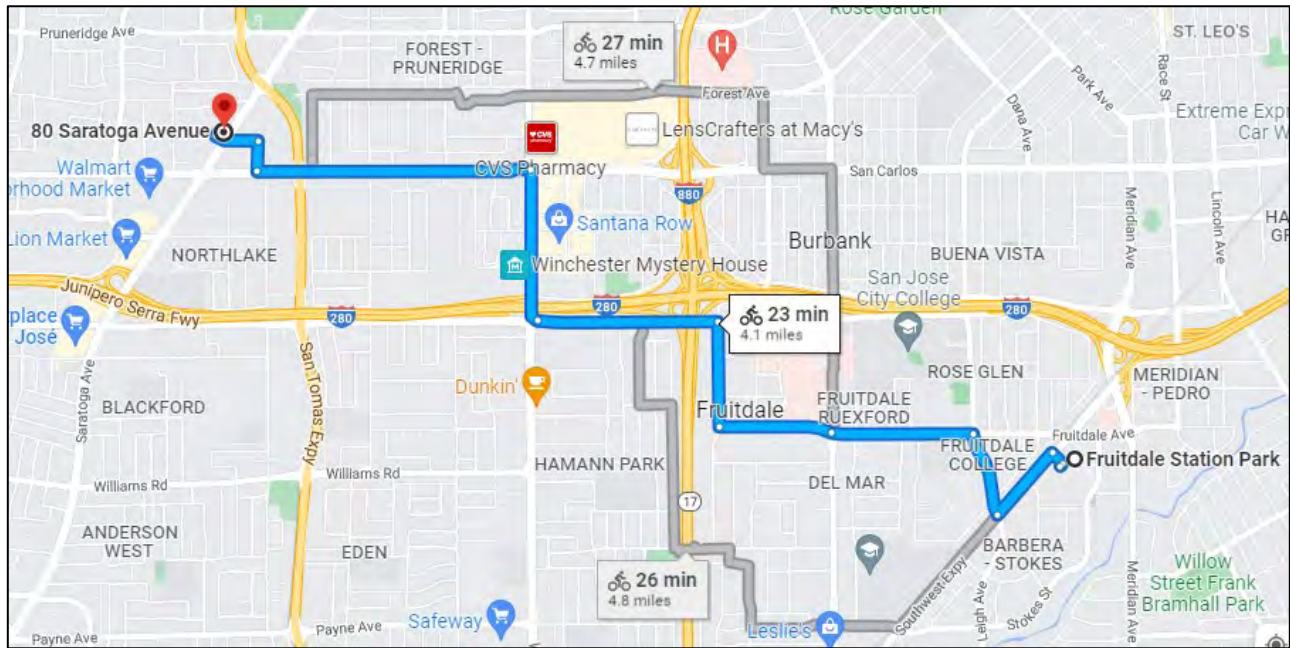 Rose Garden
Pruneridge Ave
FOREST -
PRUNERIDGE
27 min
4.7 miles
H
ST. LEO'S
Race St
Park Ave
Dana Ave
Forest Ave
Extreme Exp
Car W
80 Saratoga Avenue
CVS
pharmacy
LensCrafters at Macy's
CVS Pharmacy
Walmart
orhood Market
San Carlos
880
Meridian Ave
Lincoln Ave
Santana Row
Lion Market
NORTHLAKE
Burbank
BUENA VISTA
HA
GR
Winchester Mystery House
San Jose
City College
Junipero Serra Fwy
280
280
280
place
José
23 min
4.1 miles
San Tomas Expy
Saratoga Ave
Dunkin'
ROSE GLEN
MERIDIAN
- PEDRO
BLACKFORD
Fruitdale
FRUITDALE
RUEXFORD
Fruitdale Ave
FRUITDALE
COLLEGE
Fruitdale Station Park
HAMANN PARK
Williams Rd
Williams Rd
DEL MAR
17
ANDERSON
WEST
EDEN
BARBERA
- STOKES
26 min
4.8 miles
Southwest Expy
Leigh Ave
Stokes St
Meridian Ave
Willow
Street Frank
Bramhall Park
Safeway
Leslie's
Payne Ave
Payne Ave